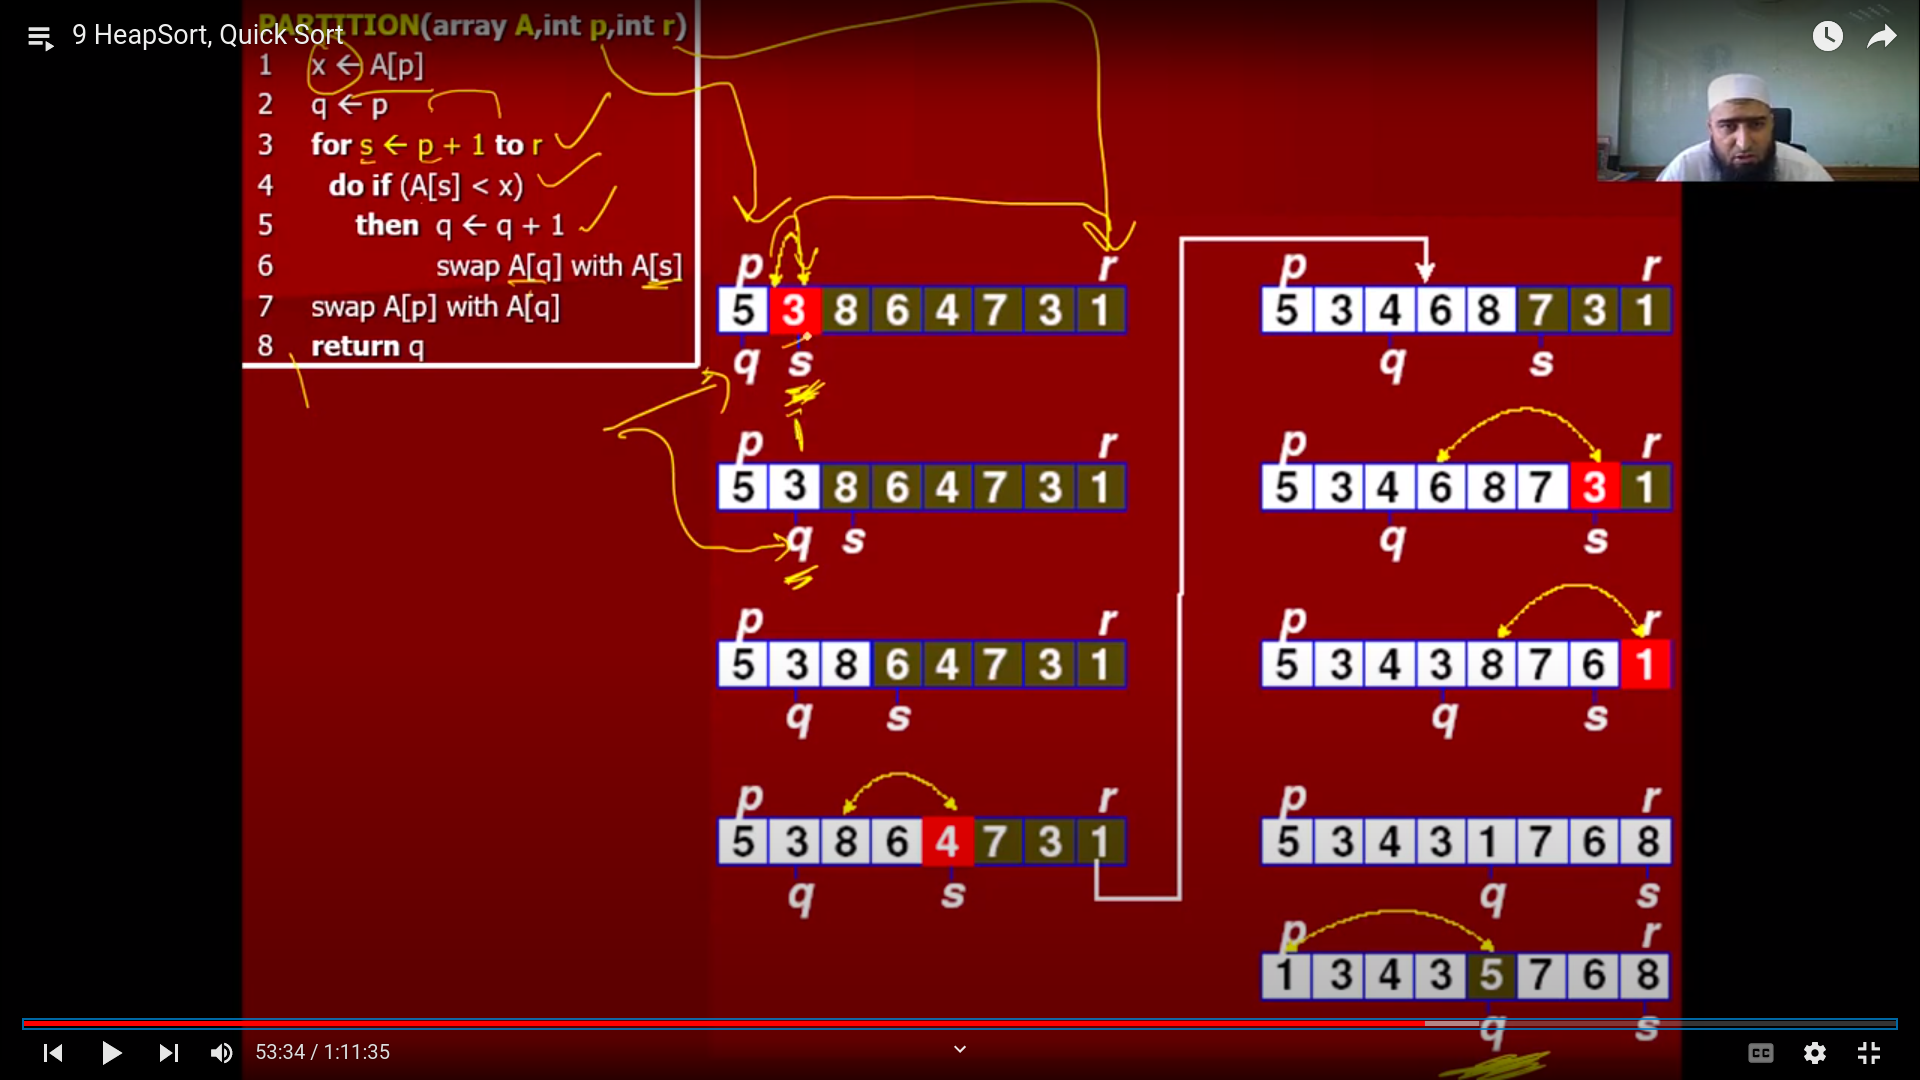 9 HeapSort, Quick Sort
PARTITION(array A,int p,int r)
1 x ← A[p]
2 q ← p
3 for s ← p + 1 to r
4 do if (A[s] < x)
5 then q ← q + 1
6 swap A[q] with A[s]
7 swap A[p] with A[q]
8 return q
p r
5 3 8 6 4 7 3 1
q s
p r
5 3 8 6 4 7 3 1
q s
p r
5 3 8 6 4 7 3 1
q s
p r
5 3 8 6 4 7 3 1
q s
p r
5 3 4 6 8 7 3 1
q s
p r
5 3 4 6 8 7 3 1
q s
p r
5 3 4 3 8 7 6 1
q s
p r
5 3 4 3 1 7 6 8
q s
p r
1 3 4 3 5 7 6 8
q s
53:34 / 1:11:35
CC